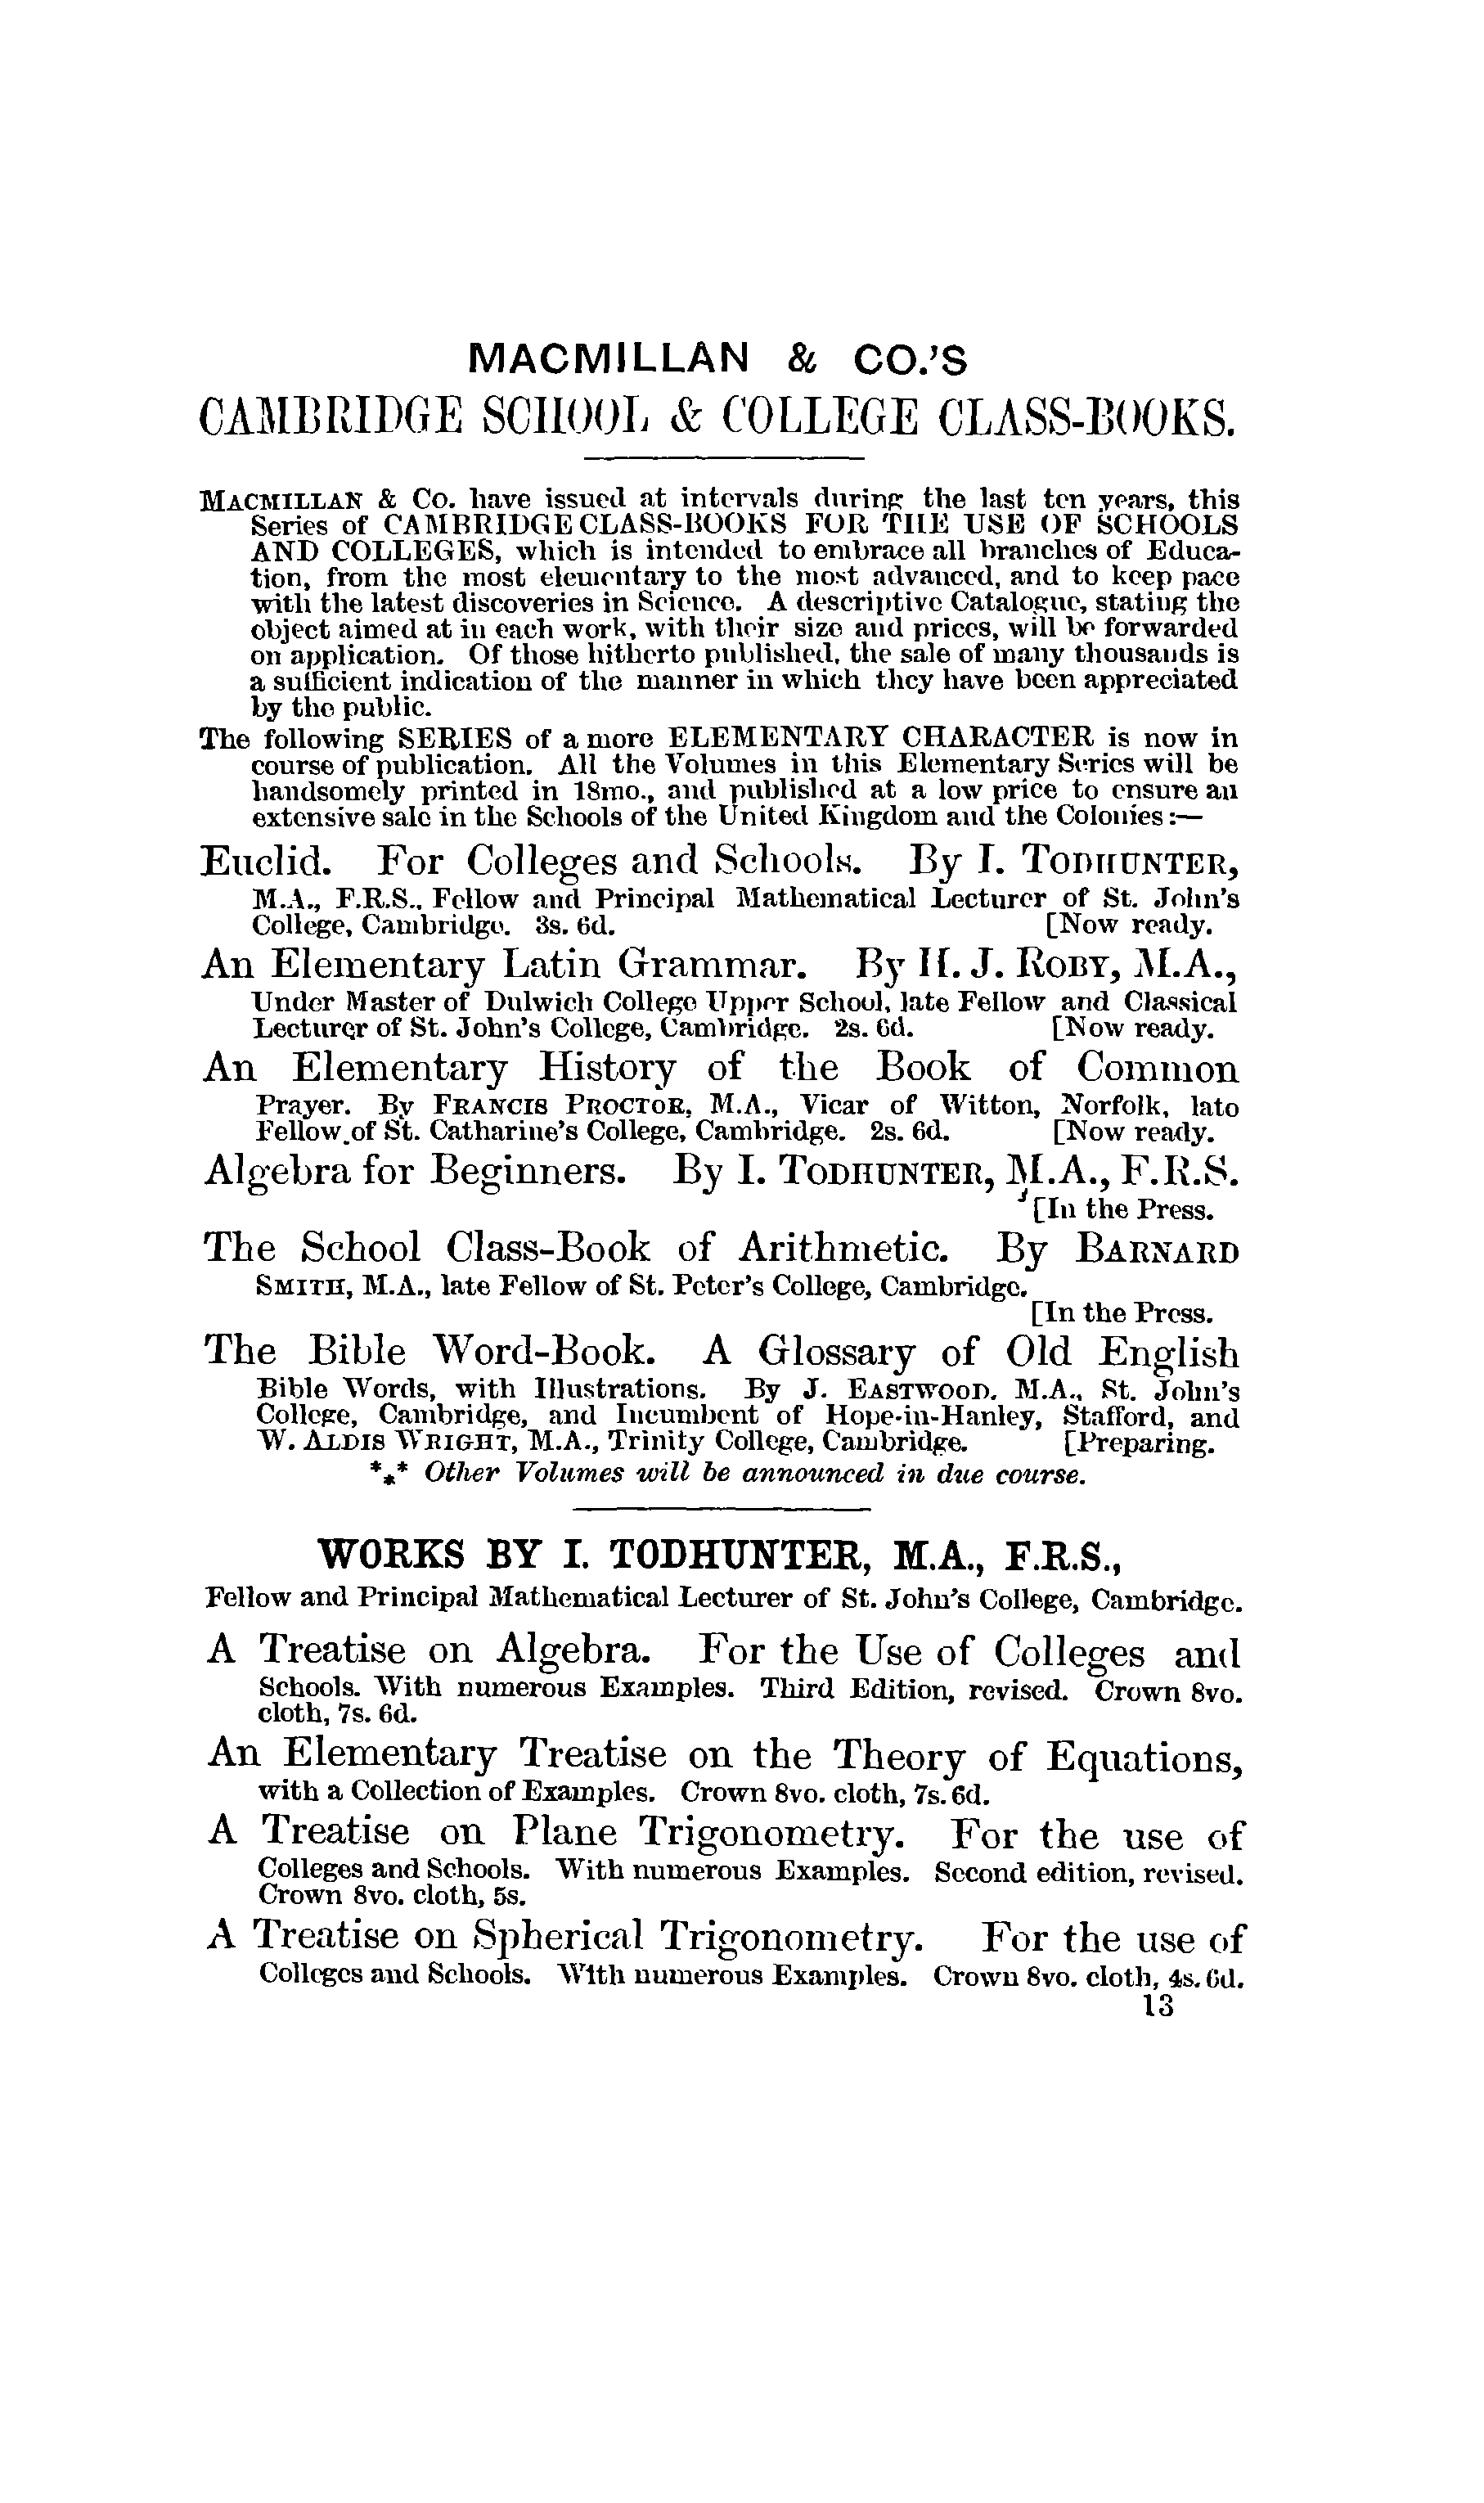 MACMILLAN & CO.'S
CAMBRIDGE SCHOOL & COLLEGE CLASS-BOOKS.
MACMILLAN & Co. have issued at intervals during the last ten years, this
Series of CAMBRIDGE CLASS-BOOKS FOR THE USE OF SCHOOLS
AND COLLEGES, which is intended to embrace all branches of Educa-
tion, from the most elementary to the most advanced, and to keep pace
with the latest discoveries in Science. A descriptive Catalogue, stating the
object aimed at in each work, with their size and prices, will be forwarded
on application. Of those hitherto published, the sale of many thousands is
a sufficient indication of the manner in which they have been appreciated
by the public.
The following SERIES of a more ELEMENTARY CHARACTER is now in
course of publication. All the Volumes in this Elementary Series will be
handsomely printed in 18mo., and published at a low price to ensure an
extensive sale in the Schools of the United Kingdom and the Colonies:—
Euclid. For Colleges and Schools. By I. TODHUNTER,
M.A., F.R.S., Fellow and Principal Mathematical Lecturer of St. John's
College, Cambridge. 3s. 6d. [Now ready.
An Elementary Latin Grammar. By H. J. ROBY, M.A.,
Under Master of Dulwich College Upper School, late Fellow and Classical
Lecturer of St. John's College, Cambridge. 2s. 6d. [Now ready.
An Elementary History of the Book of Common
Prayer. By FRANCIS PROCTOR, M.A., Vicar of Witton, Norfolk, late
Fellow of St. Catharine's College, Cambridge. 2s. 6d. [Now ready.
Algebra for Beginners. By I. TODHUNTER, M.A., F.R.S.
[In the Press.
The School Class-Book of Arithmetic. By BARNARD
SMITH, M.A., late Fellow of St. Peter's College, Cambridge.
[In the Press.
The Bible Word-Book. A Glossary of Old English
Bible Words, with Illustrations. By J. EASTWOOD, M.A., St. John's
College, Cambridge, and Incumbent of Hope-in-Hanley, Stafford, and
W. ALDIS WRIGHT, M.A., Trinity College, Cambridge. [Preparing.
*** Other Volumes will be announced in due course.
WORKS BY I. TODHUNTER, M.A., F.R.S.,
Fellow and Principal Mathematical Lecturer of St. John's College, Cambridge.
A Treatise on Algebra. For the Use of Colleges and
Schools. With numerous Examples. Third Edition, revised. Crown 8vo.
cloth, 7s. 6d.
An Elementary Treatise on the Theory of Equations,
with a Collection of Examples. Crown 8vo. cloth, 7s. 6d.
A Treatise on Plane Trigonometry. For the use of
Colleges and Schools. With numerous Examples. Second edition, revised.
Crown 8vo. cloth, 5s.
A Treatise on Spherical Trigonometry. For the use of
Colleges and Schools. With numerous Examples. Crown 8vo. cloth, 4s. 6d.
13